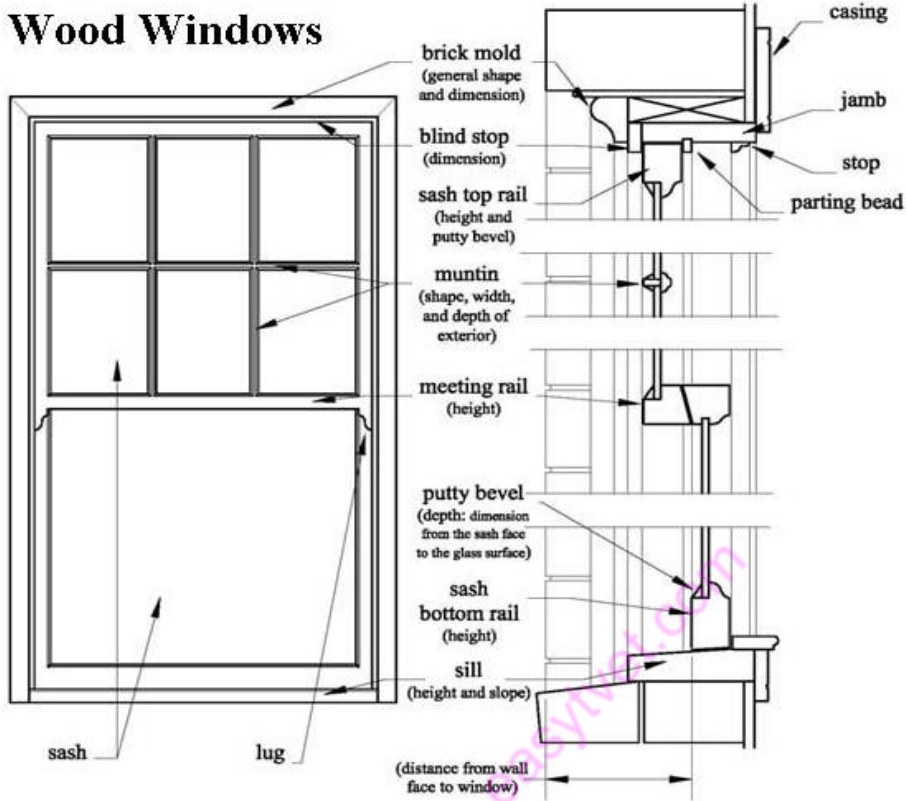 Wood Windows
brick mold
(general shape
and dimension)
blind stop
(dimension)
sash top rail
(height and
putty bevel)
muntin
(shape, width,
and depth of
exterior)
meeting rail
(height)
putty bevel
(depth: dimension
from the sash face
to the glass surface)
sash
bottom rail
(height)
sill
(height and slope)
sash
lug
(distance from wall
face to window)
casing
jamb
stop
parting bead
easytvet.com